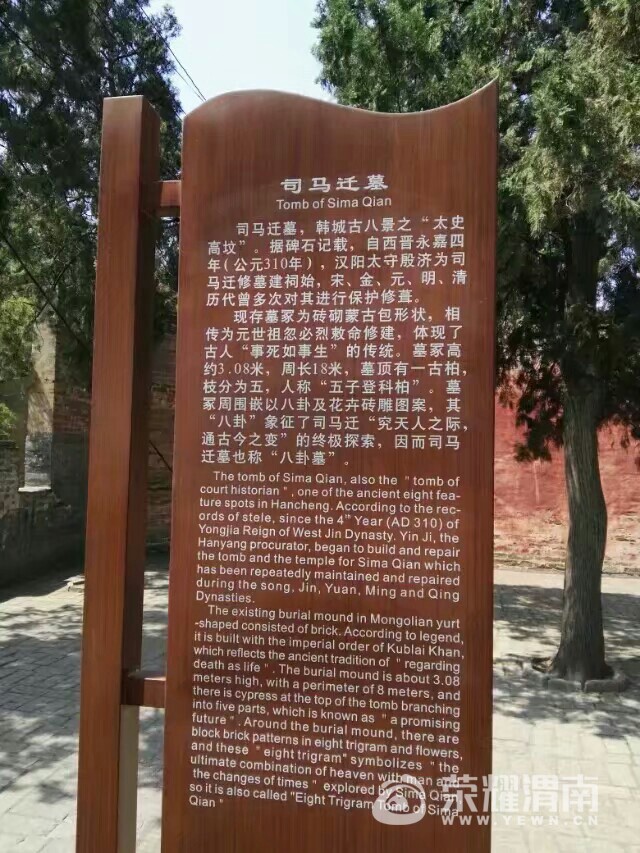 司马迁墓
Tomb of Sima Qian
司马迁墓，韩城古八景之“太史
高坟”。据碑石记载，自西晋永嘉四
年(公元310年)，汉阳太守殷济为司
马迁修墓建祠始，宋、金、元、明、清
历代曾多次对其进行保护修葺。
现存墓冢为砖砌蒙古包形状，相
传为元世祖忽必烈敕命修建，体现了
古人“事死如事生”的传统。墓冢高
约3.08米，周长18米，墓顶有一古柏，
枝分为五，人称“五子登科柏”。墓
冢周围嵌以八卦及花卉砖雕图案，其
“八卦”象征了司马迁“究天人之际，
通古今之变”的终极探索，因而司马
迁墓也称“八卦墓”。
The tomb of Sima Qian, also the "tomb of
court historian", one of the ancient eight fea-
ture spots in Hancheng. According to the rec-
ords of stele, since the 4th Year (AD 310) of
Yongjia Reign of West Jin Dynasty. Yin Ji, the
Hanyang procurator, began to build and repair
the tomb and the temple for Sima Qian which
has been repeatedly maintained and repaired
during the song, Jin, Yuan, Ming and Qing
Dynasties.
The existing burial mound in Mongolian yurt
-shaped consisted of brick. According to legend,
it is built with the imperial order of Kublai Khan,
which reflects the ancient tradition of "regarding
death as life". The burial mound is about 3.08
meters high, with a perimeter of 8 meters, and
there is cypress at the top of the tomb branching
into five parts, which is known as "a promising
future". Around the burial mound, there are
block brick patterns in eight trigram and flowers,
and these "eight trigram" symbolizes "the
ultimate combination of heaven with man and
the changes of times" explored by Sima Qian
so it is also called "Eight Trigram Tomb of Sima
Qian"
荣耀渭南
WWW.YEWN.CN